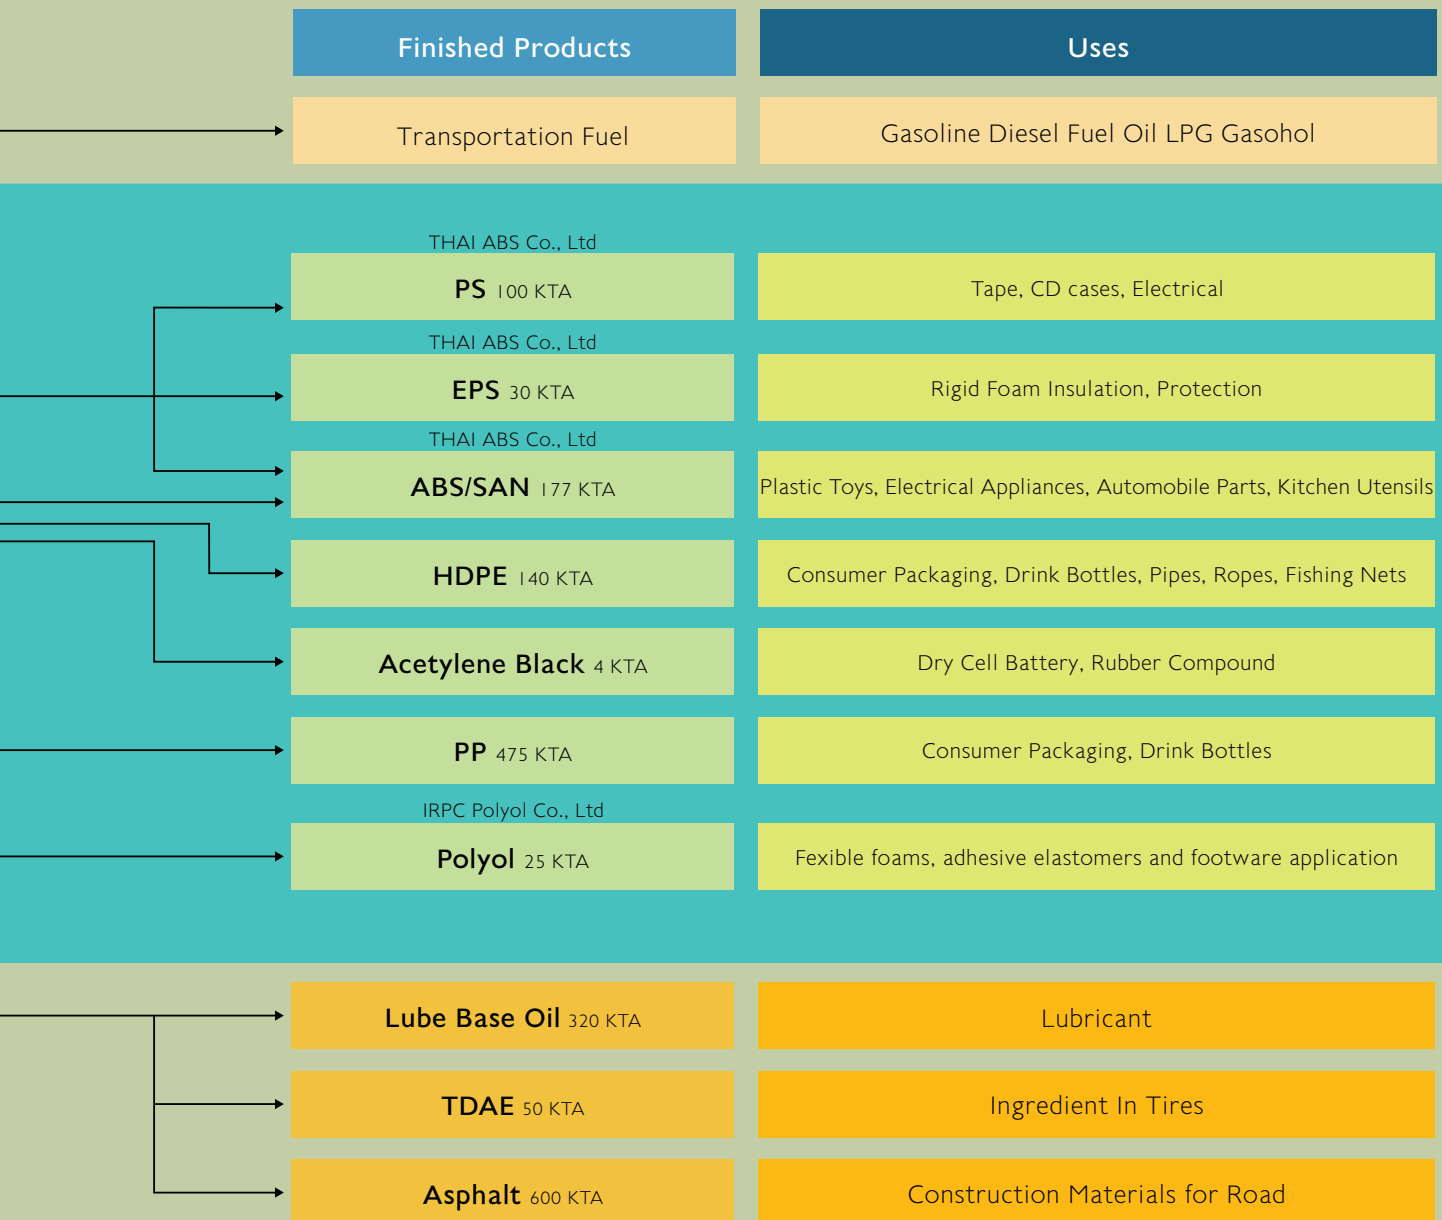 Finished Products
Uses
Transportation Fuel
Gasoline Diesel Fuel Oil LPG Gasohol
THAI ABS Co., Ltd
PS 100 KTA
Tape, CD cases, Electrical
THAI ABS Co., Ltd
EPS 30 KTA
Rigid Foam Insulation, Protection
THAI ABS Co., Ltd
ABS/SAN 177 KTA
Plastic Toys, Electrical Appliances, Automobile Parts, Kitchen Utensils
HDPE 140 KTA
Consumer Packaging, Drink Bottles, Pipes, Ropes, Fishing Nets
Acetylene Black 4 KTA
Dry Cell Battery, Rubber Compound
PP 475 KTA
Consumer Packaging, Drink Bottles
IRPC Polyol Co., Ltd
Polyol 25 KTA
Fexible foams, adhesive elastomers and footware application
Lube Base Oil 320 KTA
Lubricant
TDAE 50 KTA
Ingredient In Tires
Asphalt 600 KTA
Construction Materials for Road